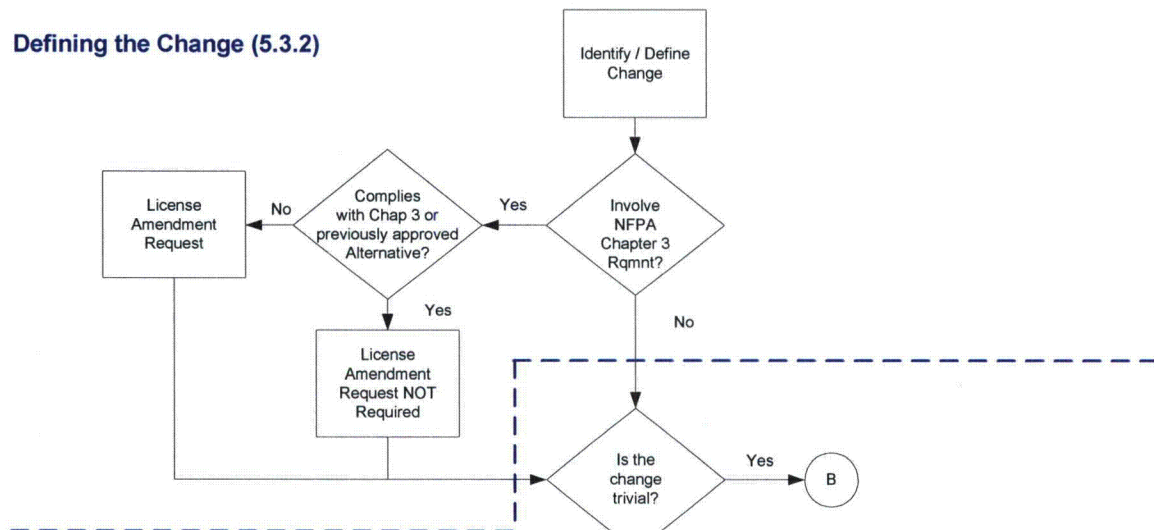 Defining the Change (5.3.2)
Identify / Define
Change
Involve
NFPA
Chapter 3
Rqmnt?
Yes
No
Complies
with Chap 3 or
previously approved
Alternative?
No
Yes
License
Amendment
Request
License
Amendment
Request NOT
Required
Is the
change
trivial?
Yes
B